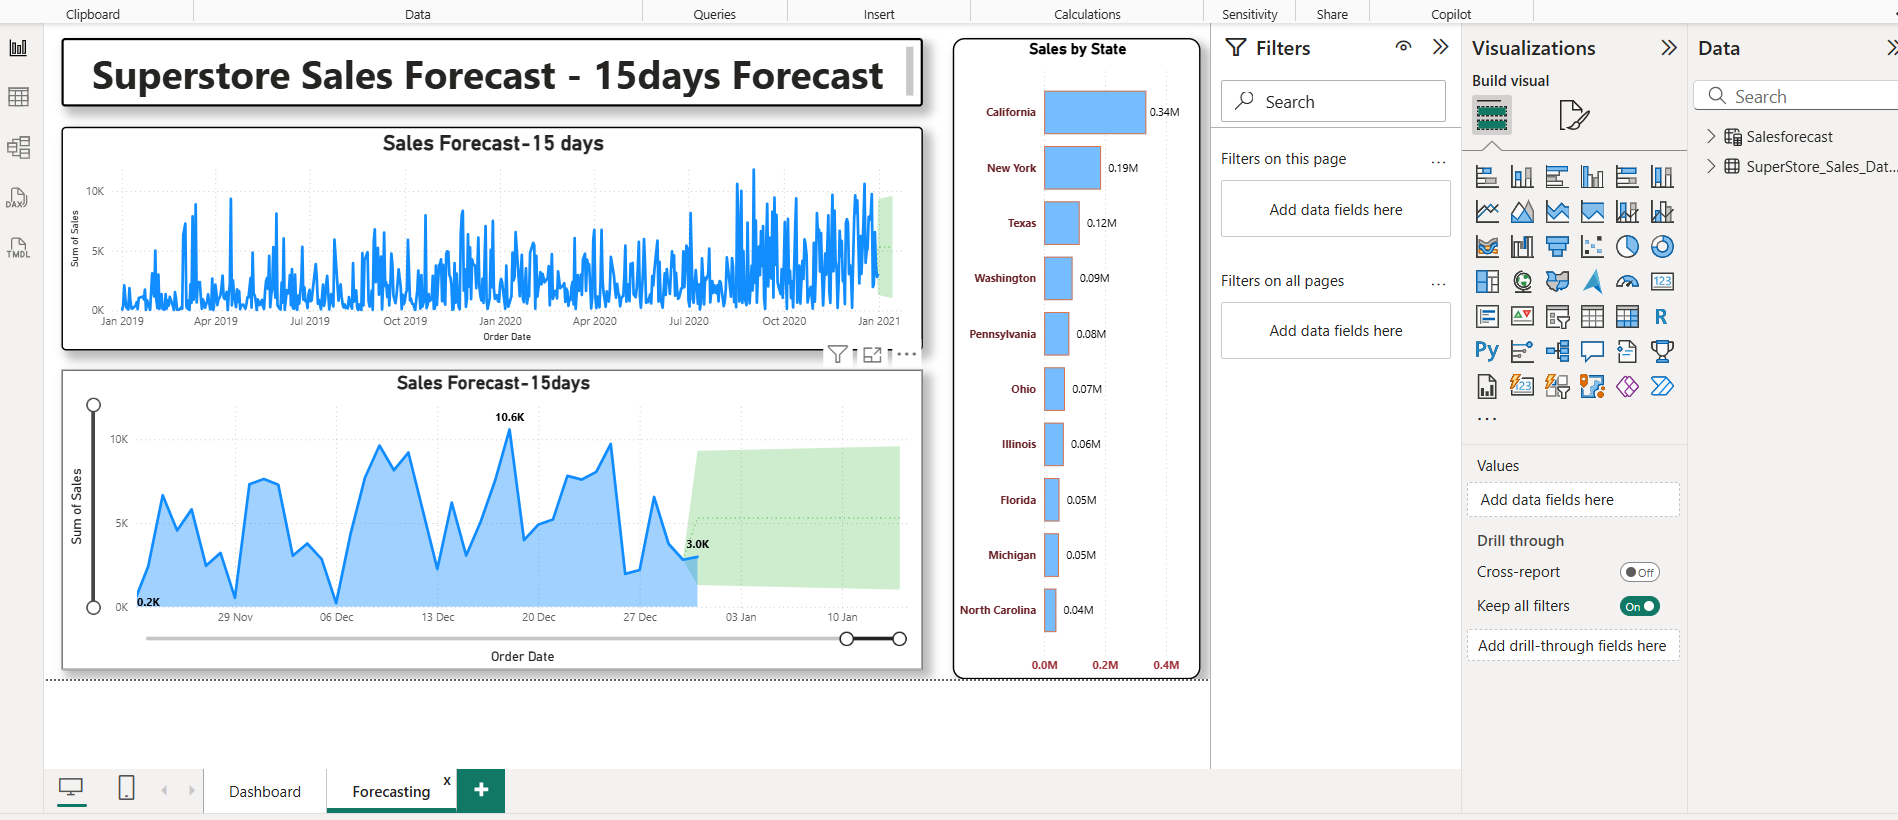 Clipboard
Data
Queries
Insert
Calculations
Sensitivity
Share
Copilot
Superstore Sales Forecast - 15days Forecast
Sales Forecast-15 days
10K
5K
0K
Sum of Sales
Jan 2019
Apr 2019
Jul 2019
Oct 2019
Jan 2020
Apr 2020
Jul 2020
Oct 2020
Jan 2021
Order Date
Sales Forecast-15days
10.6K
10K
5K
3.0K
0K
0.2K
Sum of Sales
29 Nov
06 Dec
13 Dec
20 Dec
27 Dec
03 Jan
10 Jan
Order Date
Sales by State
California 0.34M
New York 0.19M
Texas 0.12M
Washington 0.09M
Pennsylvania 0.08M
Ohio 0.07M
Illinois 0.06M
Florida 0.05M
Michigan 0.05M
North Carolina 0.04M
0.0M 0.2M 0.4M
Filters
Search
Filters on this page
...
Add data fields here
Filters on all pages
...
Add data fields here
Visualizations
Build visual
123
R
Py
123
...
Values
Add data fields here
Drill through
Cross-report
Off
Keep all filters
On
Add drill-through fields here
Data
Search
Salesforecast
SuperStore_Sales_Dat...
DAX
TMDL
Dashboard
Forecasting
x
+